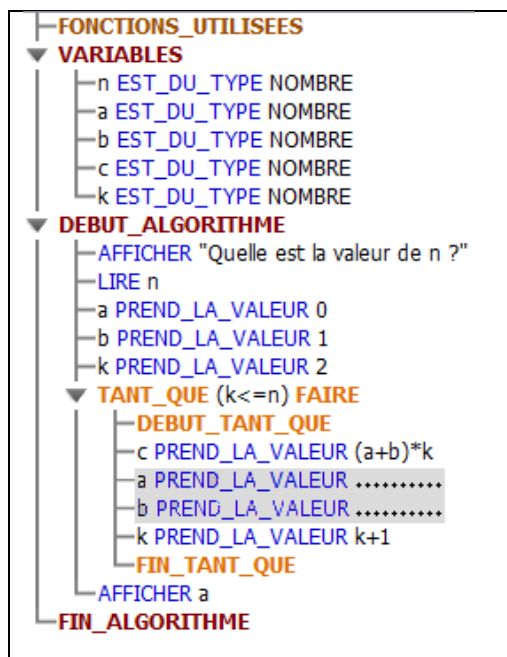 FONCTIONS_UTILISEES
VARIABLES
n EST_DU_TYPE NOMBRE
a EST_DU_TYPE NOMBRE
b EST_DU_TYPE NOMBRE
c EST_DU_TYPE NOMBRE
k EST_DU_TYPE NOMBRE
DEBUT_ALGORITHME
AFFICHER "Quelle est la valeur de n ?"
LIRE n
a PREND_LA_VALEUR 0
b PREND_LA_VALEUR 1
k PREND_LA_VALEUR 2
TANT_QUE (k<=n) FAIRE
DEBUT_TANT_QUE
c PREND_LA_VALEUR (a+b)*k
a PREND_LA_VALEUR ..........
b PREND_LA_VALEUR ..........
k PREND_LA_VALEUR k+1
FIN_TANT_QUE
AFFICHER a
FIN_ALGORITHME